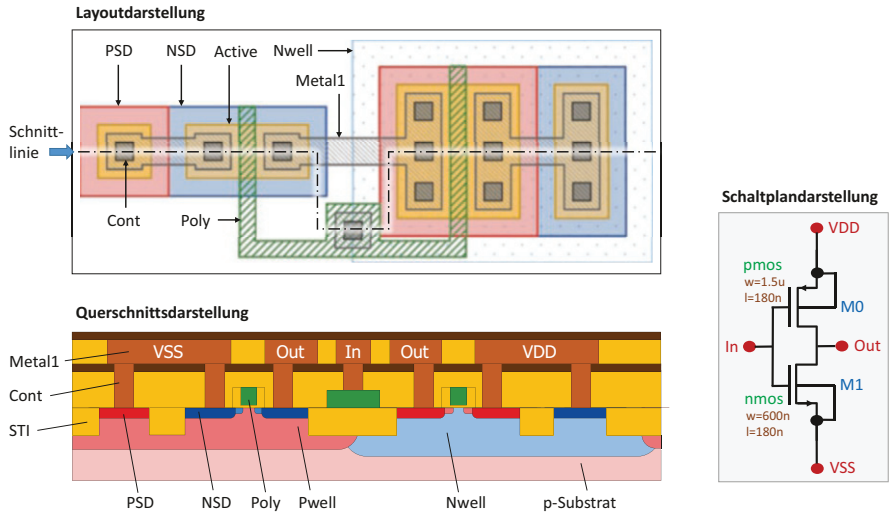 Layoutdarstellung
PSD
NSD
Active
Nwell
Metal1
Schnitt-
linie
Cont
Poly
Querschnittsdarstellung
Metal1
VSS
Out
In
Out
VDD
Cont
STI
PSD
NSD
Poly
Pwell
Nwell
p-Substrat
Schaltplandarstellung
VDD
pmos
w=1.5u
l=180n
M0
In
Out
M1
nmos
w=600n
l=180n
VSS